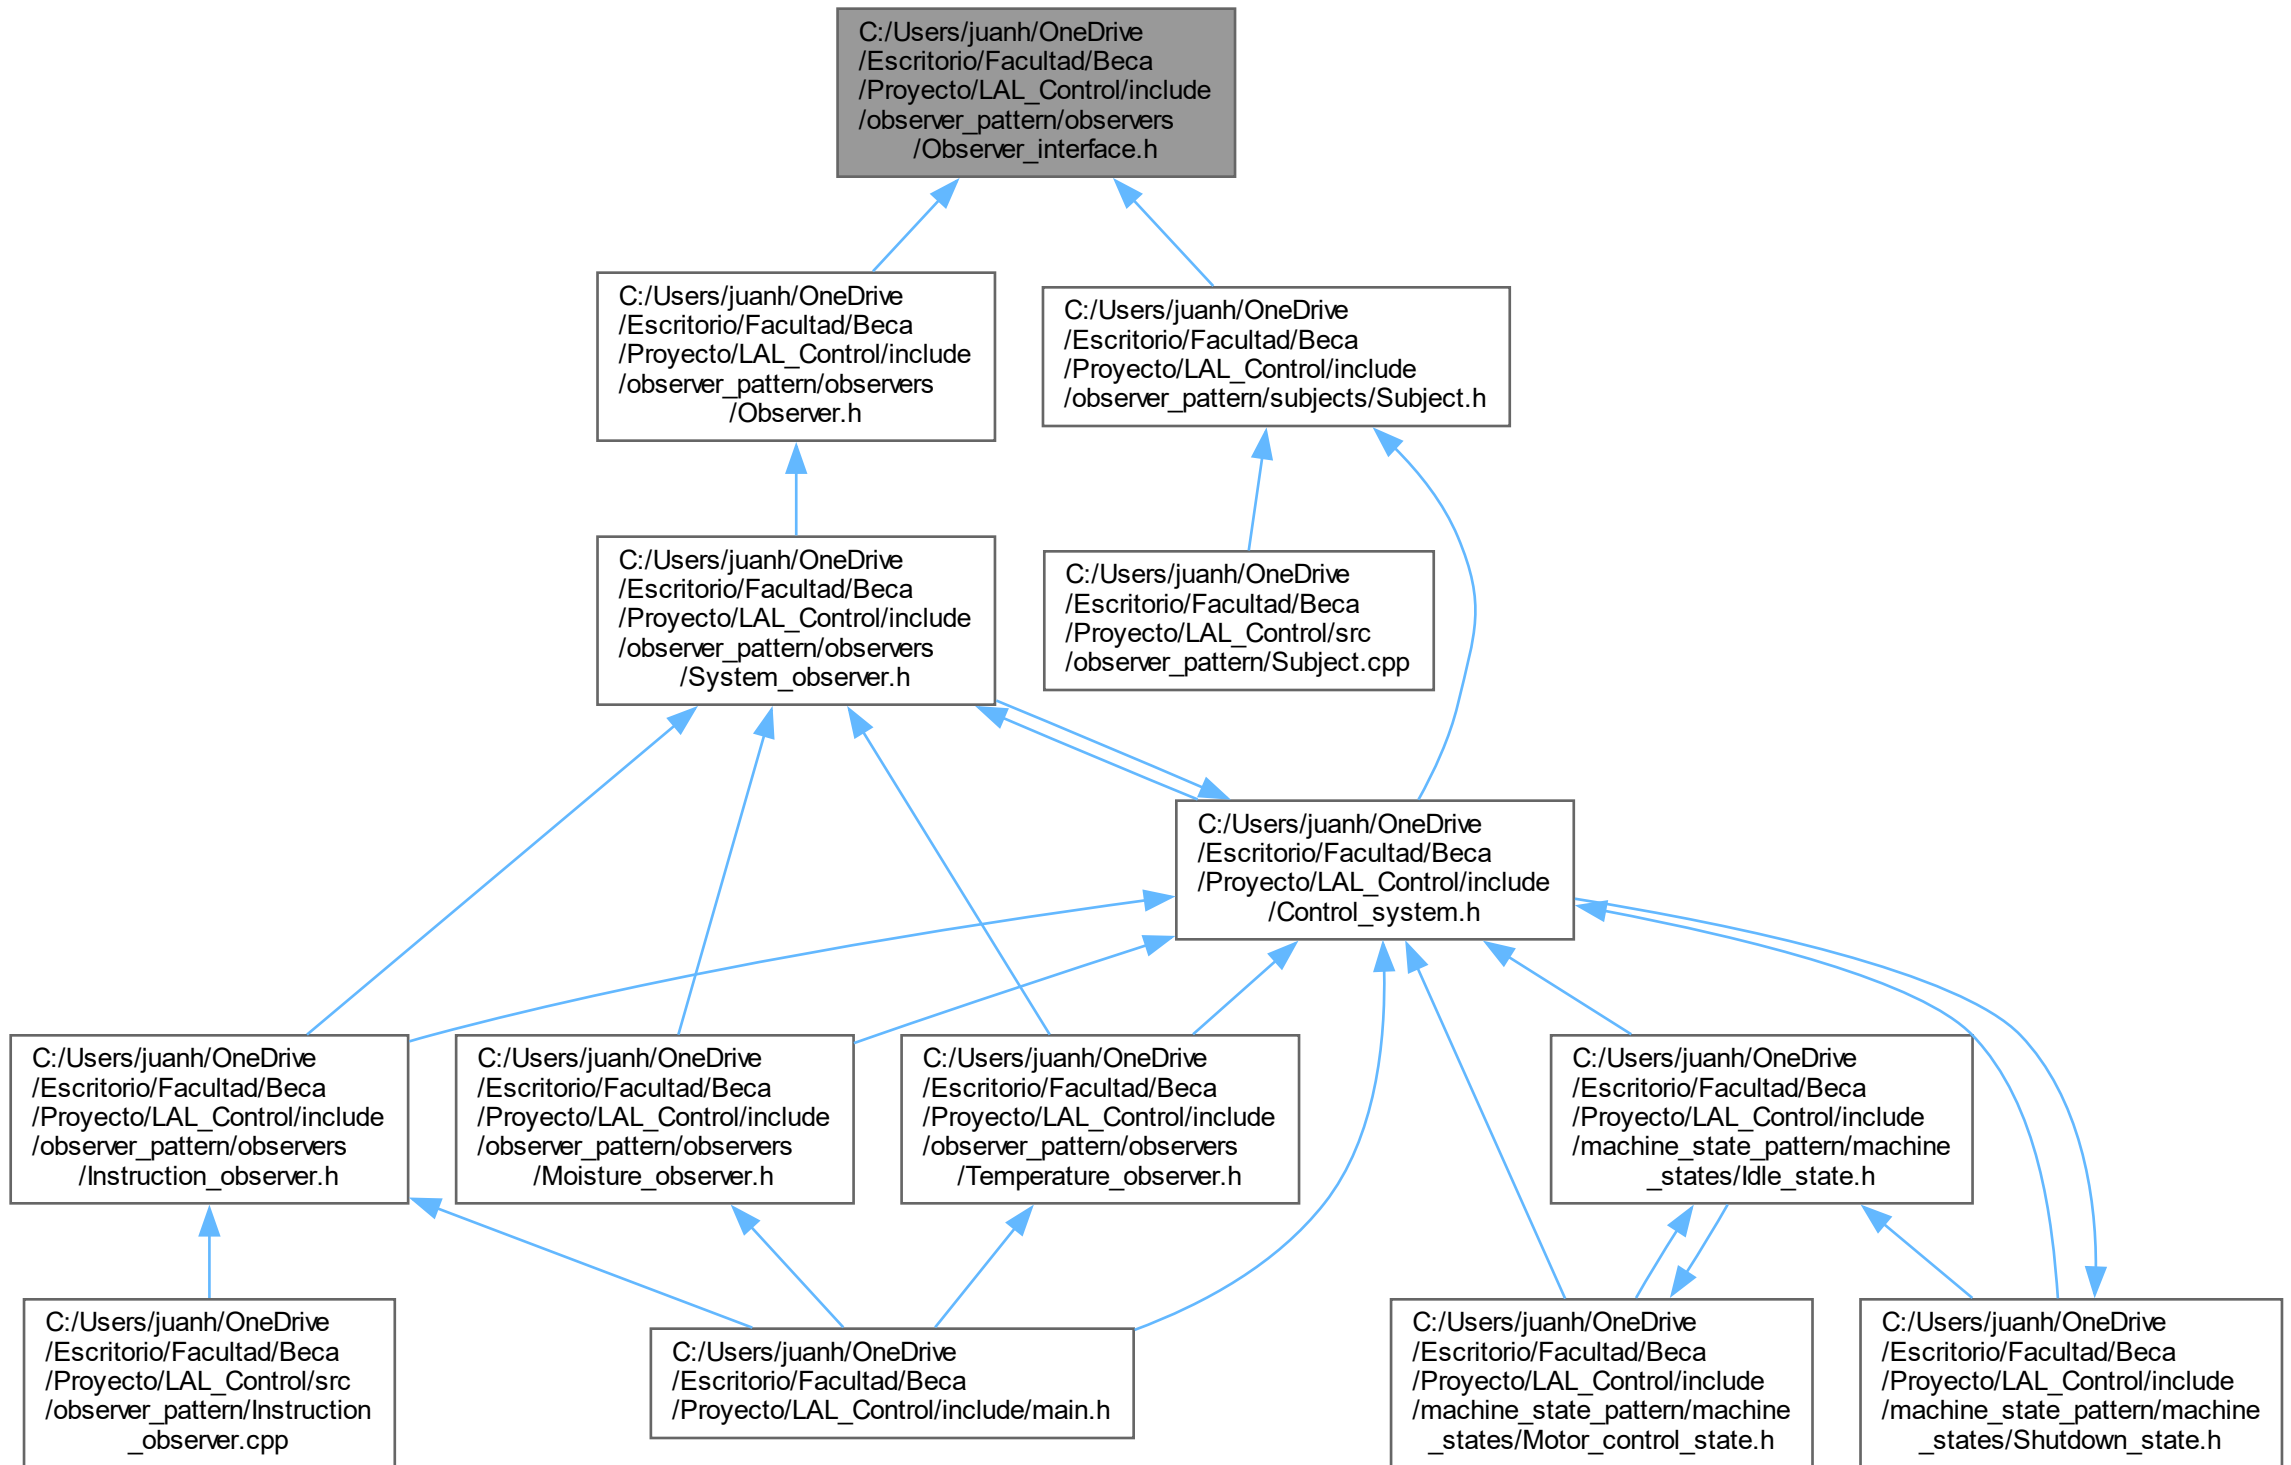 C:/Users/juanh/OneDrive
/Escritorio/Facultad/Beca
/Proyecto/LAL_Control/include
/observer_pattern/observers
/Observer_interface.h
C:/Users/juanh/OneDrive
/Escritorio/Facultad/Beca
/Proyecto/LAL_Control/include
/observer_pattern/observers
/Observer.h
C:/Users/juanh/OneDrive
/Escritorio/Facultad/Beca
/Proyecto/LAL_Control/include
/observer_pattern/subjects/Subject.h
C:/Users/juanh/OneDrive
/Escritorio/Facultad/Beca
/Proyecto/LAL_Control/include
/observer_pattern/observers
/System_observer.h
C:/Users/juanh/OneDrive
/Escritorio/Facultad/Beca
/Proyecto/LAL_Control/src
/observer_pattern/Subject.cpp
C:/Users/juanh/OneDrive
/Escritorio/Facultad/Beca
/Proyecto/LAL_Control/include
/Control_system.h
C:/Users/juanh/OneDrive
/Escritorio/Facultad/Beca
/Proyecto/LAL_Control/include
/observer_pattern/observers
/Instruction_observer.h
C:/Users/juanh/OneDrive
/Escritorio/Facultad/Beca
/Proyecto/LAL_Control/include
/observer_pattern/observers
/Moisture_observer.h
C:/Users/juanh/OneDrive
/Escritorio/Facultad/Beca
/Proyecto/LAL_Control/include
/observer_pattern/observers
/Temperature_observer.h
C:/Users/juanh/OneDrive
/Escritorio/Facultad/Beca
/Proyecto/LAL_Control/include
/machine_state_pattern/machine
_states/Idle_state.h
C:/Users/juanh/OneDrive
/Escritorio/Facultad/Beca
/Proyecto/LAL_Control/src
/observer_pattern/Instruction
_observer.cpp
C:/Users/juanh/OneDrive
/Escritorio/Facultad/Beca
/Proyecto/LAL_Control/include/main.h
C:/Users/juanh/OneDrive
/Escritorio/Facultad/Beca
/Proyecto/LAL_Control/include
/machine_state_pattern/machine
_states/Motor_control_state.h
C:/Users/juanh/OneDrive
/Escritorio/Facultad/Beca
/Proyecto/LAL_Control/include
/machine_state_pattern/machine
_states/Shutdown_state.h